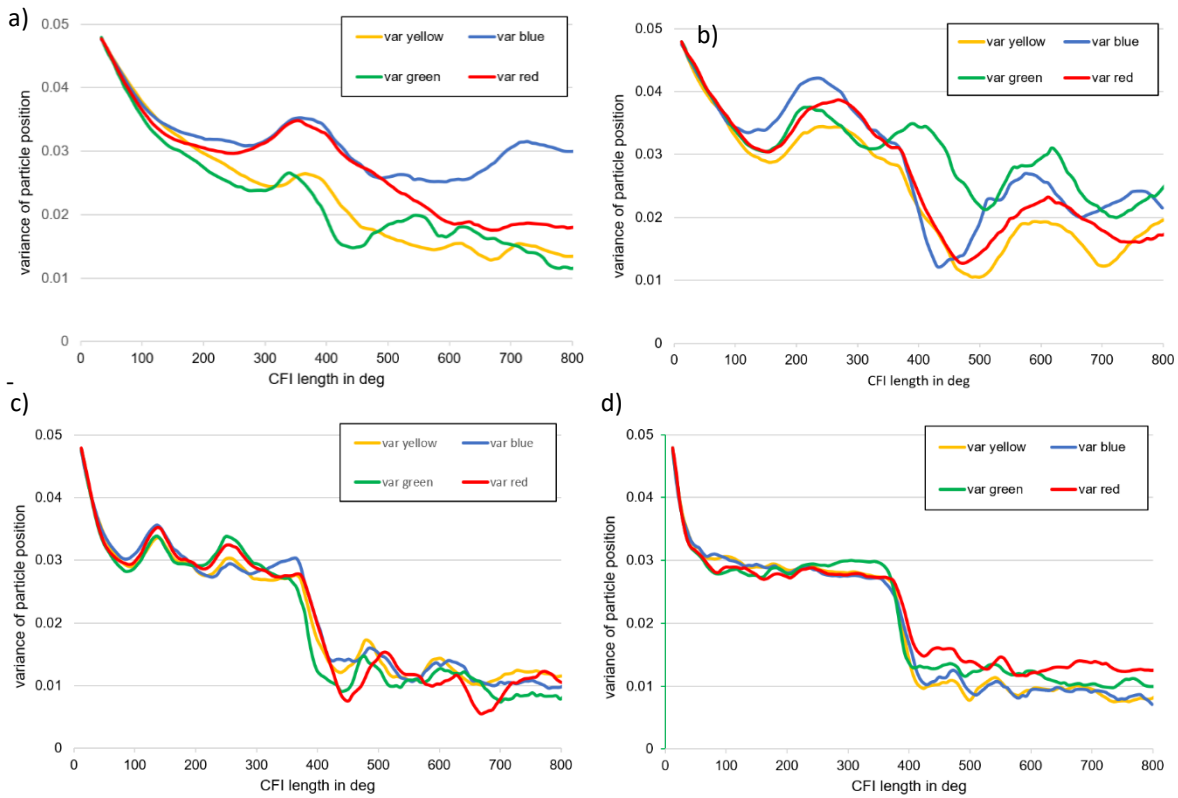 a)
0.05
0.04
0.03
0.02
0.01
0
variance of particle position
var yellow
var blue
var green
var red
0
100
200
300
400
500
600
700
800
CFI length in deg
b)
0.05
0.04
0.03
0.02
0.01
0
variance of particle position
var yellow
var blue
var green
var red
0
100
200
300
400
500
600
700
800
CFI length in deg
-
c)
0.05
0.04
0.03
0.02
0.01
0
variance of particle position
var yellow
var blue
var green
var red
0
100
200
300
400
500
600
700
800
CFI length in deg
d)
0.05
0.04
0.03
0.02
0.01
0
variance of particle position
var yellow
var blue
var green
var red
0
100
200
300
400
500
600
700
800
CFI length in deg